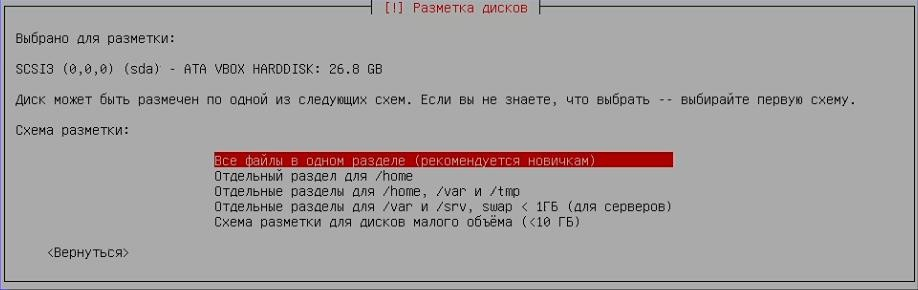 [!] Разметка дисков
Выбрано для разметки:
SCSI3 (0,0,0) (sda) - ATA VBOX HARDDISK: 26.8 GB
Диск может быть размечен по одной из следующих схем. Если вы не знаете, что выбрать -- выбирайте первую схему.
Схема разметки:
Все файлы в одном разделе (рекомендуется новичкам)
Отдельный раздел для /home
Отдельные разделы для /home, /var и /tmp
Отдельные разделы для /var и /srv, swap < 1ГБ (для серверов)
Схема разметки для дисков малого объёма (<10 ГБ)
<Вернуться>